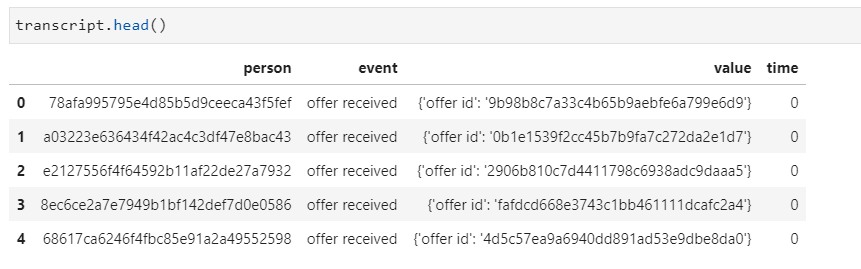 transcript.head()
person event value time
0 78afa995795e4d85b5d9ceeca43f5fef offer received {'offer id': '9b98b8c7a33c4b65b9aebfe6a799e6d9'} 0
1 a03223e636434f42ac4c3df47e8bac43 offer received {'offer id': '0b1e1539f2cc45b7b9fa7c272da2e1d7'} 0
2 e2127556f4f64592b11af22de27a7932 offer received {'offer id': '2906b810c7d4411798c6938adc9daaa5'} 0
3 8ec6ce2a7e7949b1bf142def7d0e0586 offer received {'offer id': 'fafdcd668e3743c1bb461111dcafc2a4'} 0
4 68617ca6246f4fbc85e91a2a49552598 offer received {'offer id': '4d5c57ea9a6940dd891ad53e9dbe8da0'} 0